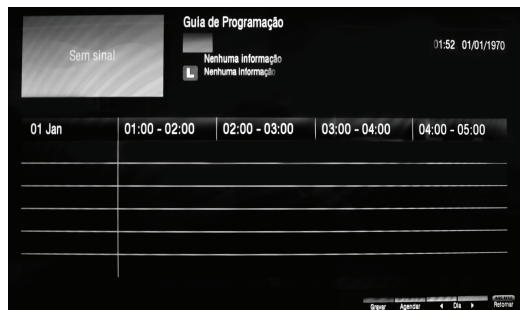 Guia de Programação
Sem sinal
Nenhuma informação
L Nenhuma Informação
01:52 01/01/1970
01 Jan 01:00 - 02:00 02:00 - 03:00 03:00 - 04:00 04:00 - 05:00
Gravar Agendar Dia Retornar